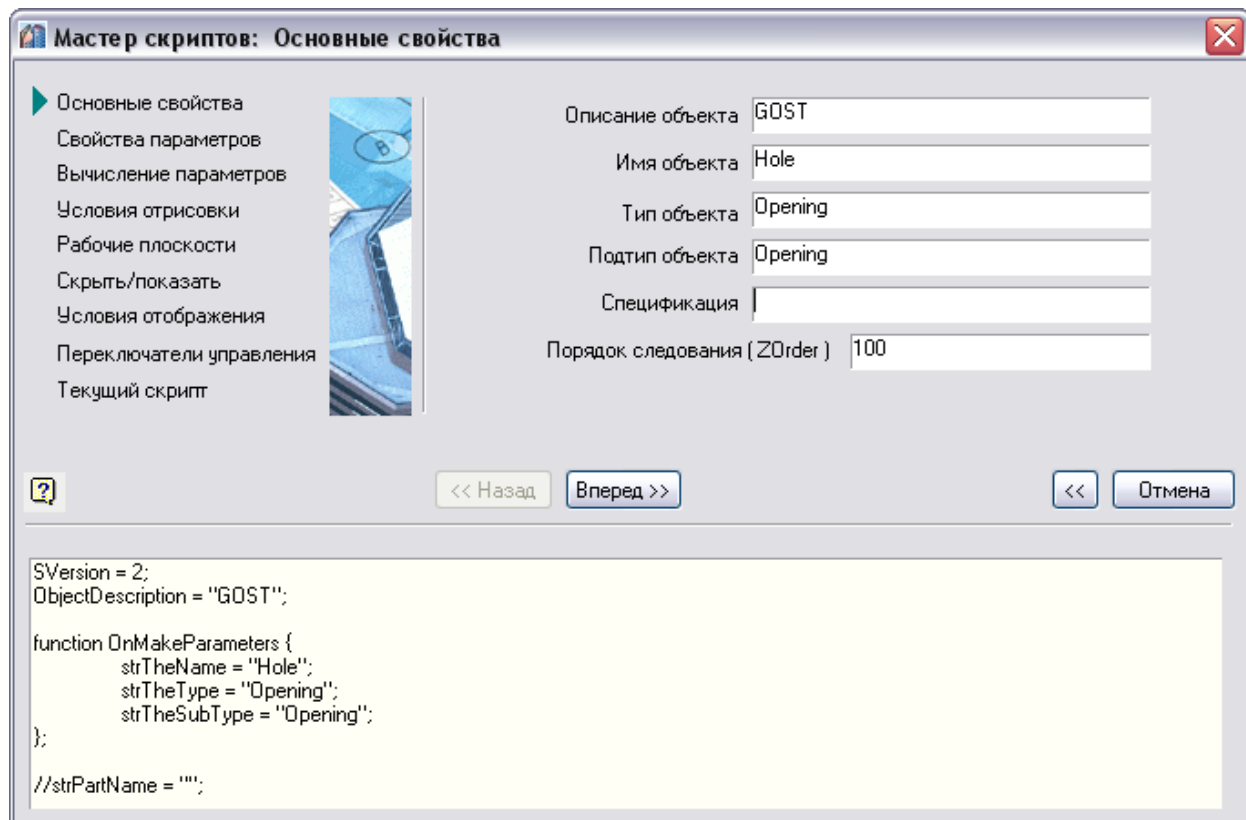 Мастер скриптов: Основные свойства
Основные свойства
Свойства параметров
Вычисление параметров
Условия отрисовки
Рабочие плоскости
Скрыть/показать
Условия отображения
Переключатели управления
Текущий скрипт
B
Описание объекта GOST
Имя объекта Hole
Тип объекта Opening
Подтип объекта Opening
Спецификация
Порядок следования ( ZOrder ) 100
?
<< Назад
Вперед >>
<<
Отмена
SVersion = 2;
ObjectDescription = "GOST";
function OnMakeParameters {
strTheName = "Hole";
strTheType = "Opening";
strTheSubType = "Opening";
};
//strPartName = "";